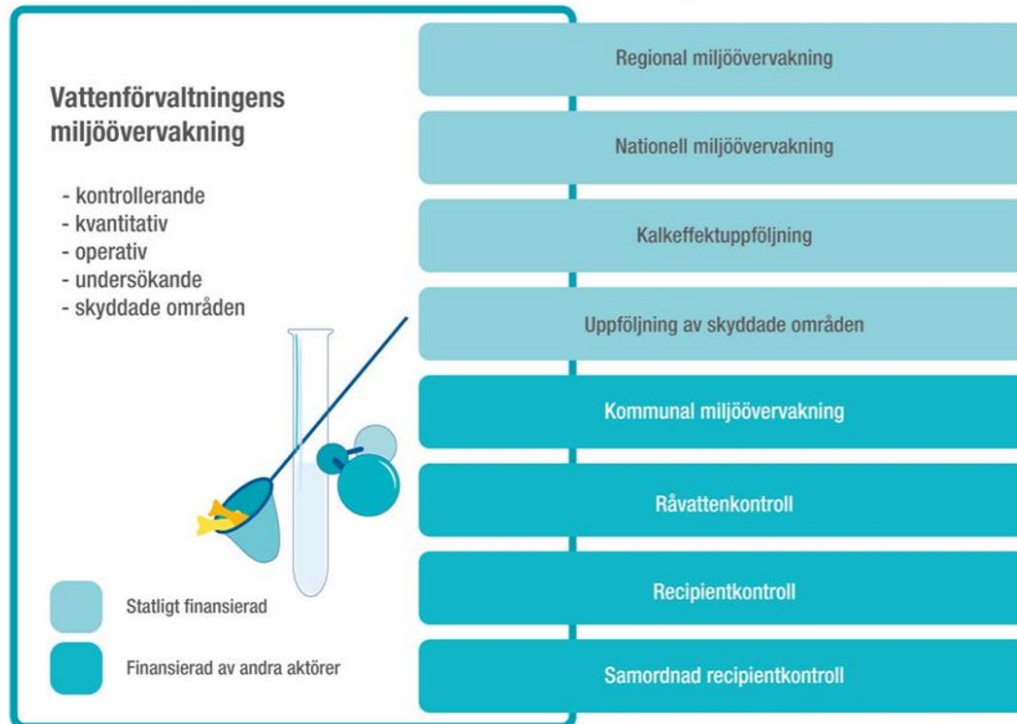 Vattenförvaltningens
miljöövervakning
- kontrollerande
- kvantitativ
- operativ
- undersökande
- skyddade områden
Statligt finansierad
Finansierad av andra aktörer
Regional miljöövervakning
Nationell miljöövervakning
Kalkeffektuppföljning
Uppföljning av skyddade områden
Kommunal miljöövervakning
Råvattenkontroll
Recipientkontroll
Samordnad recipientkontroll